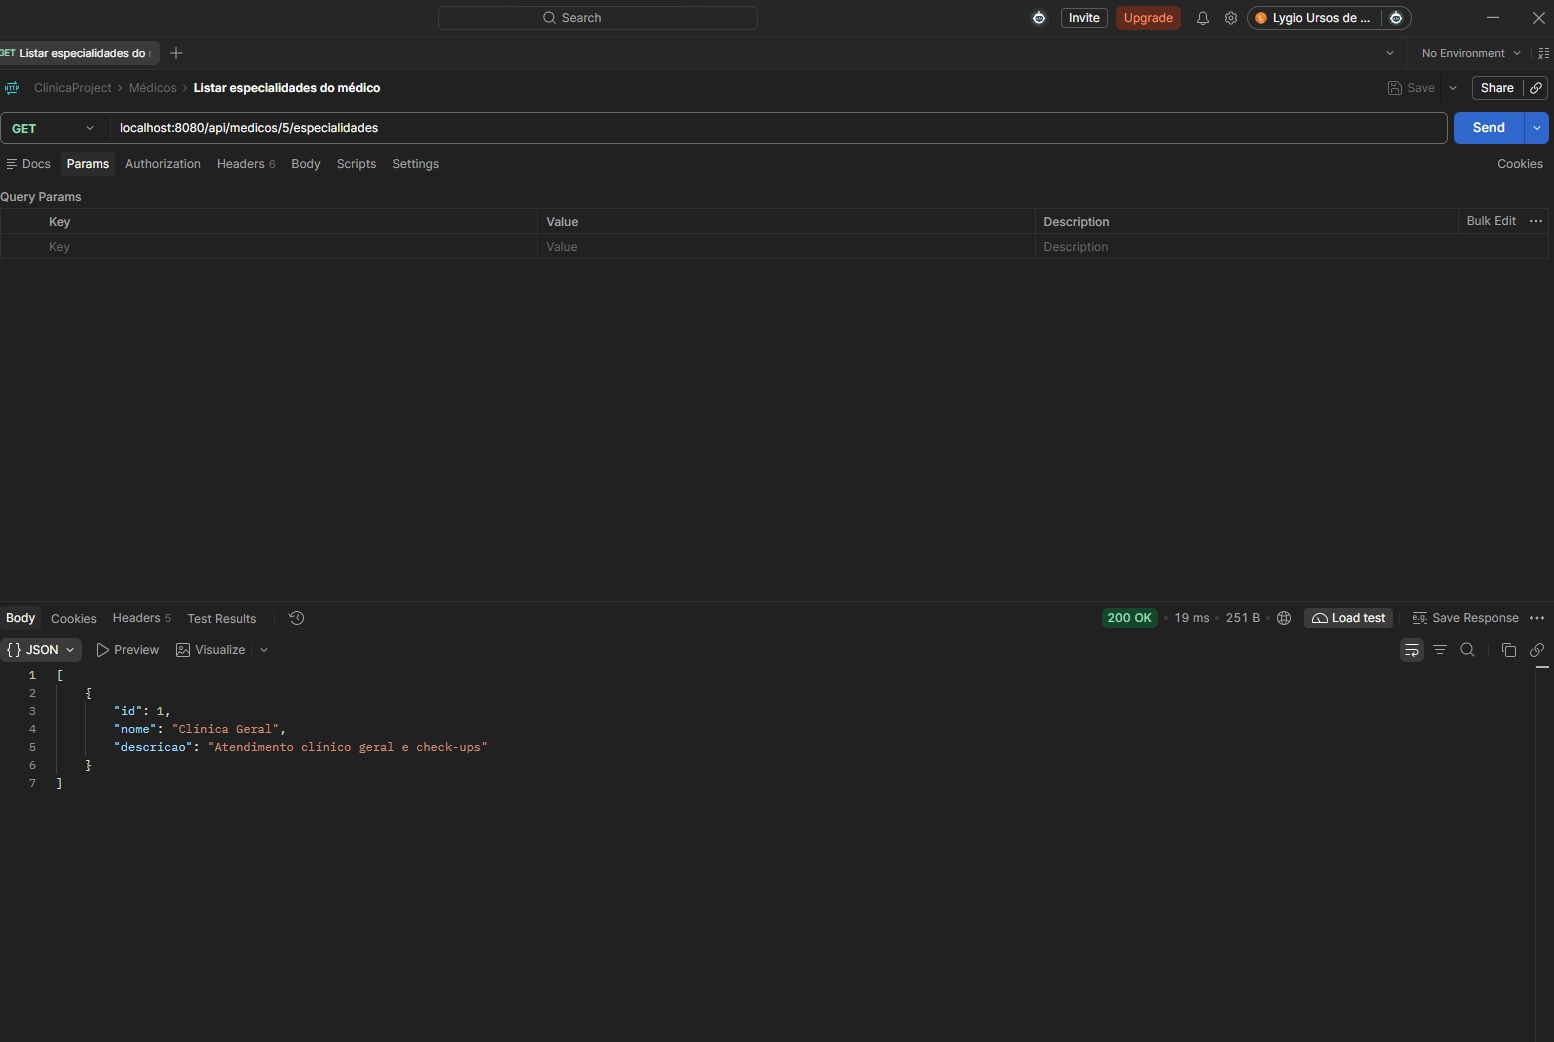 Search
Invite
Upgrade
Lygio Ursos de ...
GET Listar especialidades do
No Environment
HTTP
ClinicaProject > Médicos > Listar especialidades do médico
Save
Share
GET
localhost:8080/api/medicos/5/especialidades
Send
Docs Params Authorization Headers 6 Body Scripts Settings
Cookies
Query Params
Key Value Description Bulk Edit
Key Value Description
Body Cookies Headers 5 Test Results
200 OK • 19 ms • 251 B
Load test
e.g. Save Response
{} JSON Preview Visualize
1 [
2 {
3 "id": 1,
4 "nome": "Clínica Geral",
5 "descricao": "Atendimento clínico geral e check-ups"
6 }
7 ]